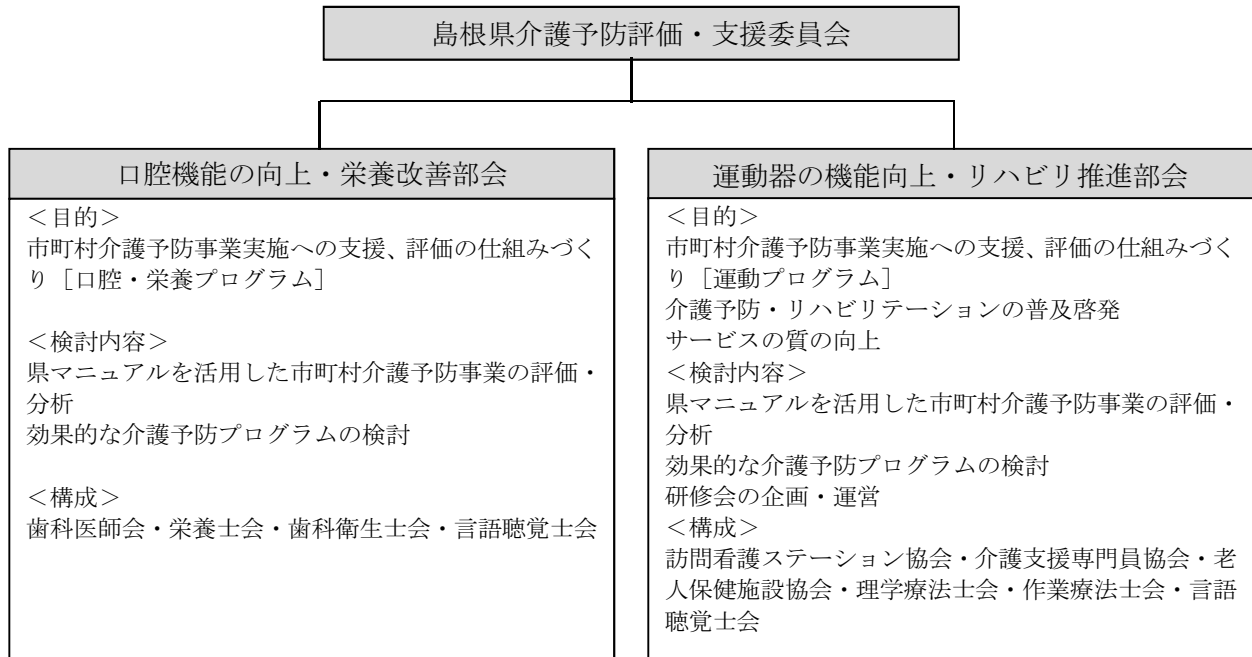 島根県介護予防評価・支援委員会
口腔機能の向上・栄養改善部会
＜目的＞
市町村介護予防事業実施への支援、評価の仕組みづく
り［口腔・栄養プログラム］
＜検討内容＞
県マニュアルを活用した市町村介護予防事業の評価・
分析
効果的な介護予防プログラムの検討
＜構成＞
歯科医師会・栄養士会・歯科衛生士会・言語聴覚士会
運動器の機能向上・リハビリ推進部会
＜目的＞
市町村介護予防事業実施への支援、評価の仕組みづく
り［運動プログラム］
介護予防・リハビリテーションの普及啓発
サービスの質の向上
＜検討内容＞
県マニュアルを活用した市町村介護予防事業の評価・
分析
効果的な介護予防プログラムの検討
研修会の企画・運営
＜構成＞
訪問看護ステーション協会・介護支援専門員協会・老
人保健施設協会・理学療法士会・作業療法士会・言語
聴覚士会